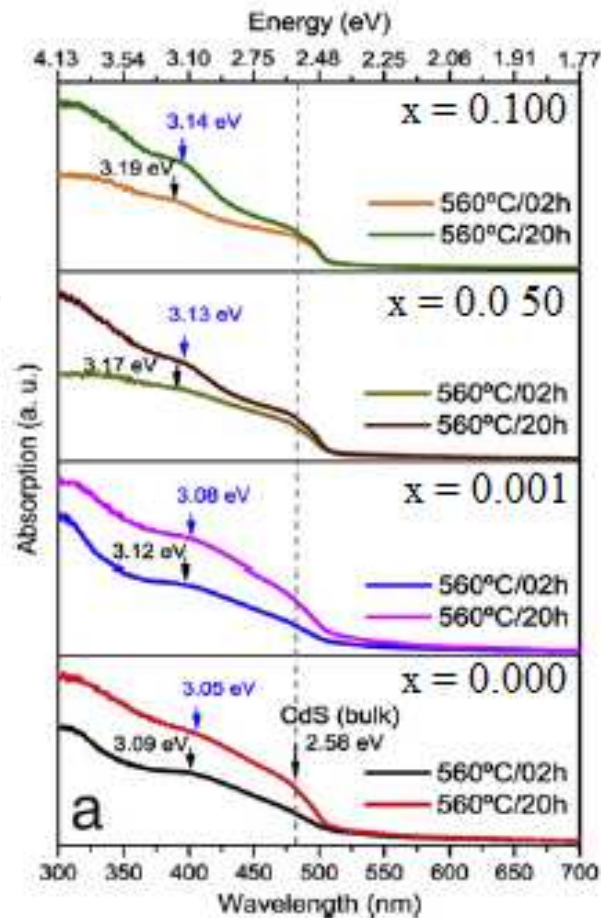 Energy (eV)
4.13 3.54 3.10 2.75 2.48 2.25 2.06 1.91 1.77
x = 0.100
3.14 eV
3.19 eV
560ºC/02h
560ºC/20h
x = 0.0 50
3.13 eV
3.17 eV
560ºC/02h
560ºC/20h
x = 0.001
3.08 eV
3.12 eV
560ºC/02h
560ºC/20h
x = 0.000
3.05 eV
CdS (bulk)
3.09 eV
2.58 eV
560ºC/02h
560ºC/20h
a
Absorption (a. u.)
300 350 400 450 500 550 600 650 700
Wavelength (nm)